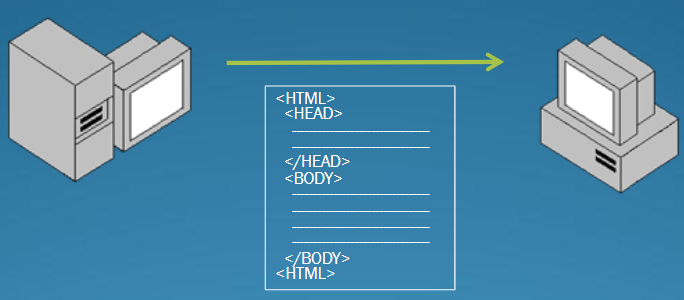 <HTML>
<HEAD>
</HEAD>
<BODY>
</BODY>
<HTML>